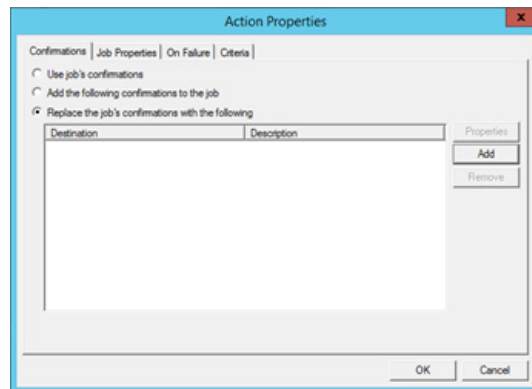 Action Properties
x
Confirmations Job Properties On Failure Criteria
Use job's confirmations
Add the following confirmations to the job
Replace the job's confirmations with the following
Destination Description
Properties
Add
Remove
OK Cancel